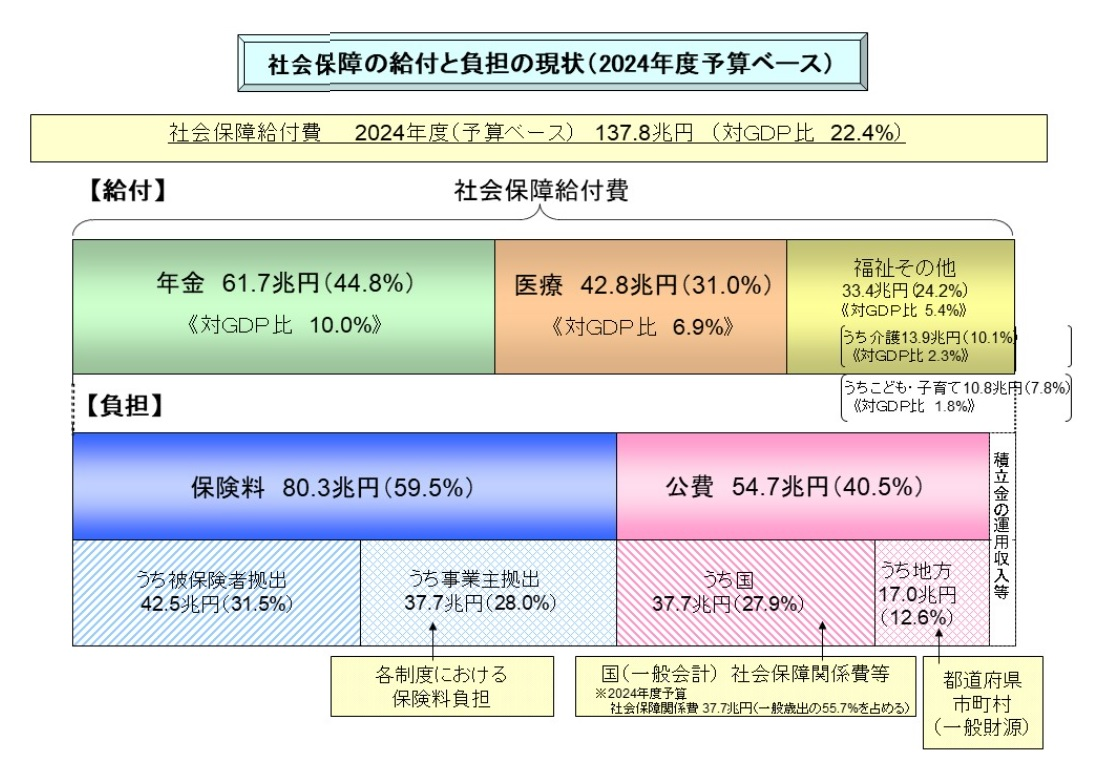 社会保障の給付と負担の現状(2024年度予算ベース)
社会保障給付費 2024年度(予算ベース) 137.8兆円 (対GDP比 22.4%)
【給付】
社会保障給付費
年金 61.7兆円(44.8%)
《対GDP比 10.0%》
医療 42.8兆円(31.0%)
《対GDP比 6.9%》
福祉その他
33.4兆円(24.2%)
《対GDP比 5.4%》
うち介護13.9兆円(10.1%)
《対GDP比 2.3%》
うちこども・子育て10.8兆円(7.8%)
《対GDP比 1.8%》
【負担】
保険料 80.3兆円(59.5%)
公費 54.7兆円(40.5%)
積立金の運用収入等
うち被保険者拠出
42.5兆円(31.5%)
うち事業主拠出
37.7兆円(28.0%)
うち国
37.7兆円(27.9%)
うち地方
17.0兆円
(12.6%)
各制度における
保険料負担
国(一般会計) 社会保障関係費等
※2024年度予算
社会保障関係費 37.7兆円(一般歳出の55.7%を占める)
都道府県
市町村
(一般財源)